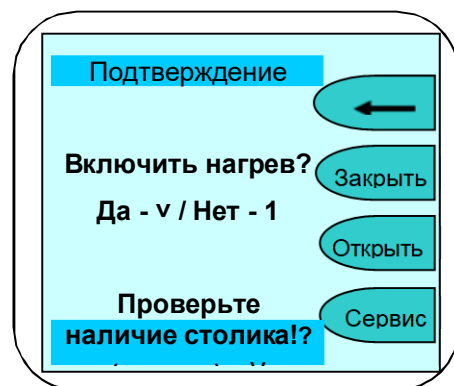 Подтверждение
Включить нагрев?
Закрыть
Да - v / Нет - 1
Открыть
Проверьте
наличие столика!?
Сервис